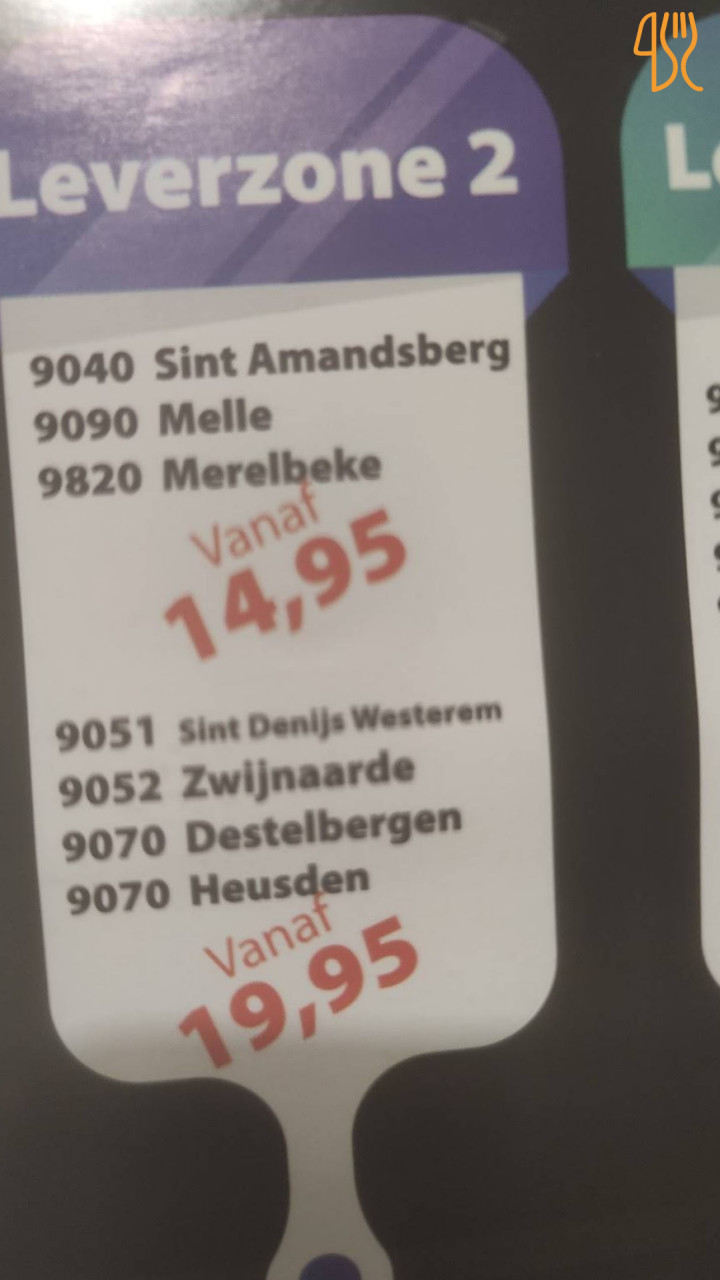 Leverzone 2
9040 Sint Amandsberg
9090 Melle
9820 Merelbeke
Vanaf
14,95
9051 Sint Denijs Westerem
9052 Zwijnaarde
9070 Destelbergen
9070 Heusden
Vanaf
19,95